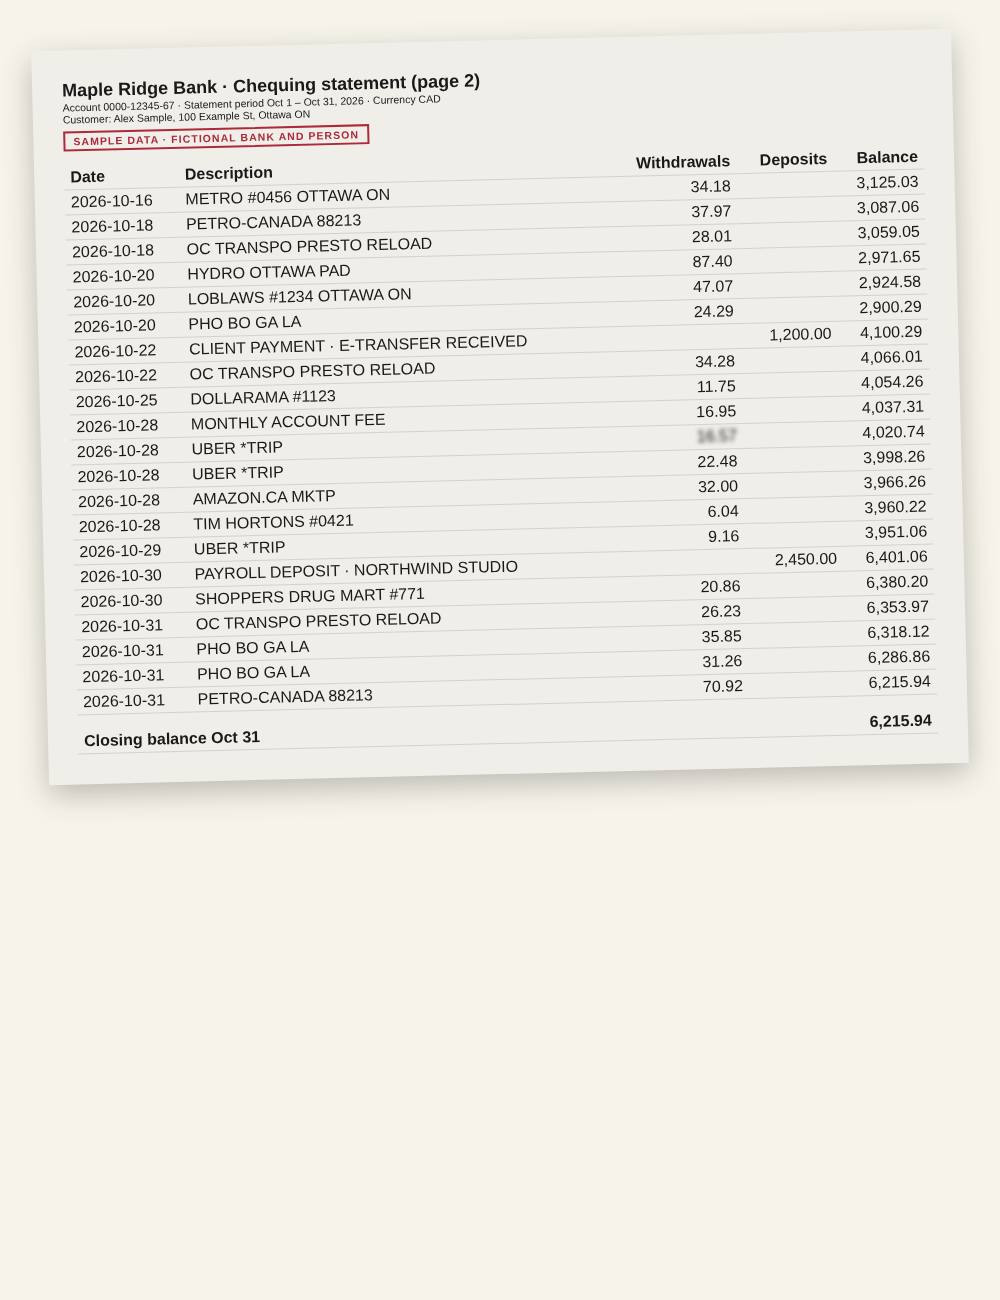 Maple Ridge Bank · Chequing statement (page 2)
Account 0000-12345-67 · Statement period Oct 1 – Oct 31, 2026 · Currency CAD
Customer: Alex Sample, 100 Example St, Ottawa ON
SAMPLE DATA · FICTIONAL BANK AND PERSON
Date Description Withdrawals Deposits Balance
2026-10-16 METRO #0456 OTTAWA ON 34.18 3,125.03
2026-10-18 PETRO-CANADA 88213 37.97 3,087.06
2026-10-18 OC TRANSPO PRESTO RELOAD 28.01 3,059.05
2026-10-20 HYDRO OTTAWA PAD 87.40 2,971.65
2026-10-20 LOBLAWS #1234 OTTAWA ON 47.07 2,924.58
2026-10-20 PHO BO GA LA 24.29 2,900.29
2026-10-22 CLIENT PAYMENT · E-TRANSFER RECEIVED 1,200.00 4,100.29
2026-10-22 OC TRANSPO PRESTO RELOAD 34.28 4,066.01
2026-10-25 DOLLARAMA #1123 11.75 4,054.26
2026-10-28 MONTHLY ACCOUNT FEE 16.95 4,037.31
2026-10-28 UBER *TRIP 4,020.74
2026-10-28 UBER *TRIP 22.48 3,998.26
2026-10-28 AMAZON.CA MKTP 32.00 3,966.26
2026-10-28 TIM HORTONS #0421 6.04 3,960.22
2026-10-29 UBER *TRIP 9.16 3,951.06
2026-10-30 PAYROLL DEPOSIT · NORTHWIND STUDIO 2,450.00 6,401.06
2026-10-30 SHOPPERS DRUG MART #771 20.86 6,380.20
2026-10-31 OC TRANSPO PRESTO RELOAD 26.23 6,353.97
2026-10-31 PHO BO GA LA 35.85 6,318.12
2026-10-31 PHO BO GA LA 31.26 6,286.86
2026-10-31 PETRO-CANADA 88213 70.92 6,215.94
Closing balance Oct 31 6,215.94